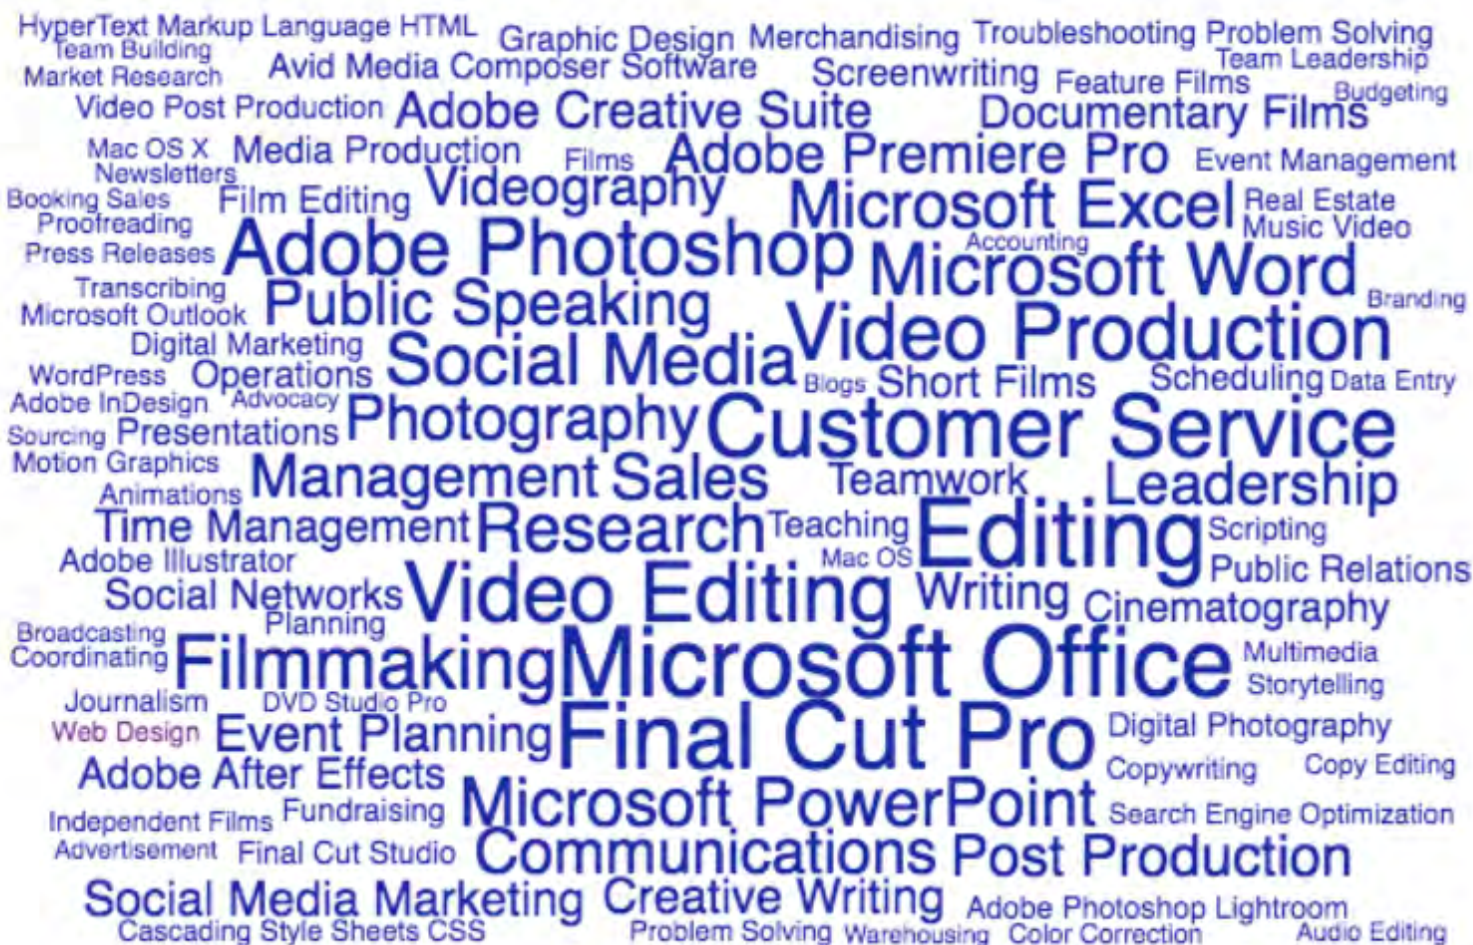 HyperText Markup Language HTML Graphic Design Merchandising Troubleshooting Problem Solving
Team Building Avid Media Composer Software Team Leadership
Market Research Screenwriting Feature Films Budgeting
Video Post Production Adobe Creative Suite Documentary Films
Mac OS X Media Production Films Adobe Premiere Pro Event Management
Newsletters Videography
Booking Sales Film Editing Microsoft Excel Real Estate
Proofreading Music Video
Press Releases Adobe Photoshop Accounting Microsoft Word
Transcribing Public Speaking Branding
Microsoft Outlook Video Production
Digital Marketing Social Media
WordPress Operations Blogs Short Films Scheduling Data Entry
Adobe InDesign Advocacy Photography Customer Service
Sourcing Presentations
Motion Graphics Management Sales Teamwork Leadership
Animations
Time Management Research Teaching Editing Scripting
Adobe Illustrator Mac OS Public Relations
Social Networks Video Editing Writing Cinematography
Planning
Broadcasting Filmmaking Microsoft Office Multimedia
Coordinating Storytelling
Journalism DVD Studio Pro
Web Design Event Planning Final Cut Pro Digital Photography
Adobe After Effects Copywriting Copy Editing
Independent Films Fundraising Microsoft PowerPoint Search Engine Optimization
Advertisement Final Cut Studio Communications Post Production
Social Media Marketing Creative Writing Adobe Photoshop Lightroom
Cascading Style Sheets CSS Problem Solving Warehousing Color Correction Audio Editing